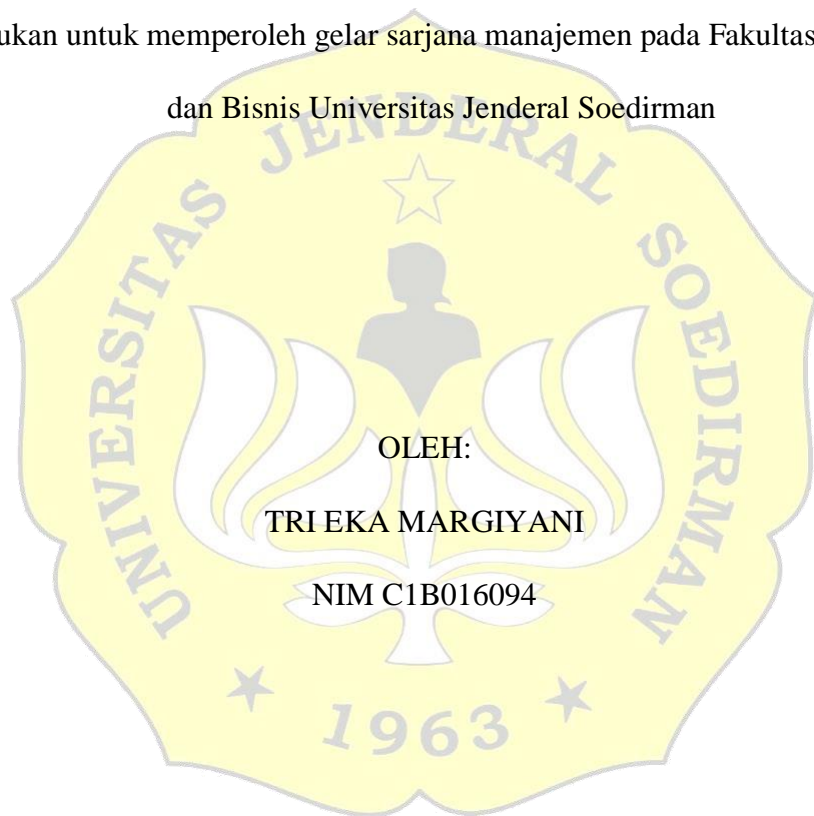 ukan untuk memperoleh gelar sarjana manajemen pada Fakultas
dan Bisnis Universitas Jenderal Soedirman
UNIVERSITAS JENDERAL SOEDIRMAN
OLEH:
TRI EKA MARGIYANI
NIM C1B016094
1963